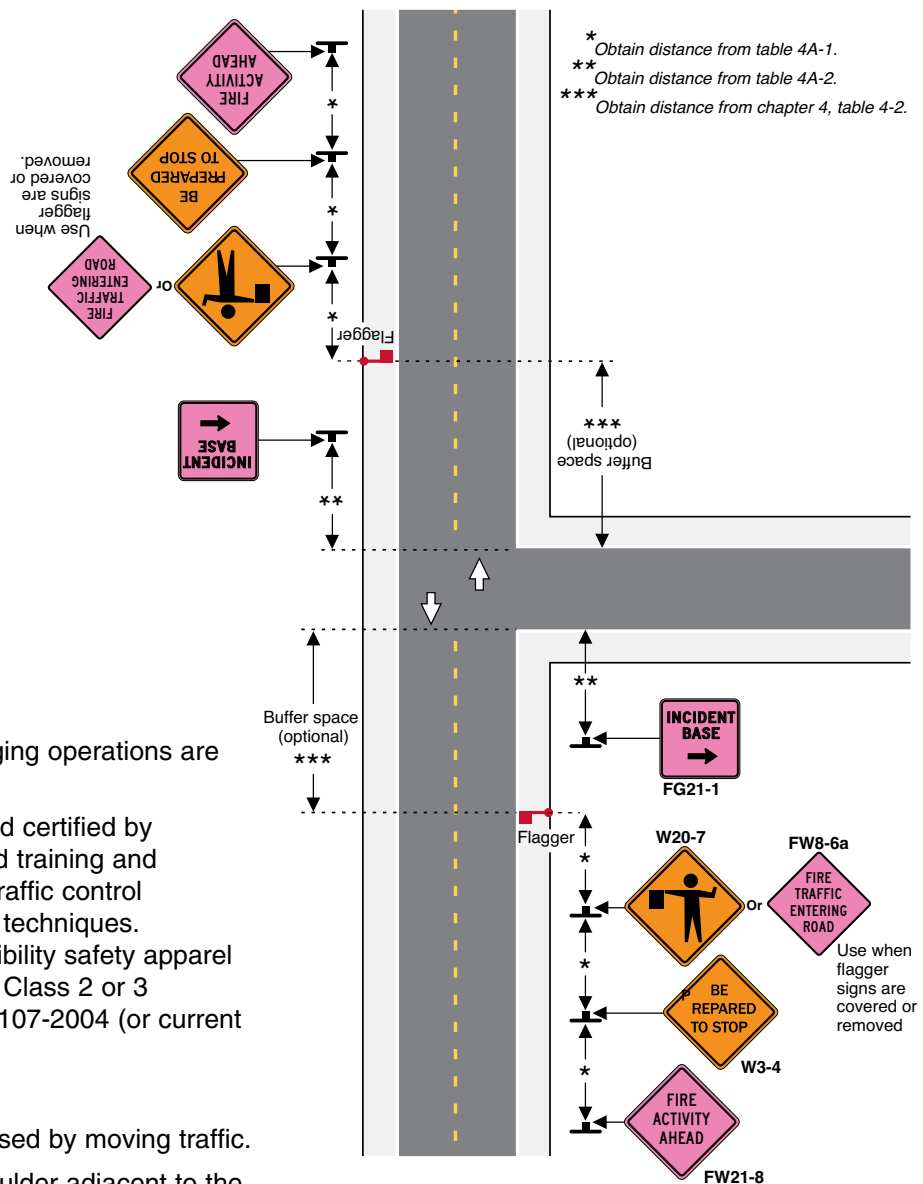 *Obtain distance from table 4A-1.
**Obtain distance from table 4A-2.
***Obtain distance from chapter 4, table 4-2.
FIRE
ACTIVITY
AHEAD
*
BE
PREPARED
TO STOP
*
Use when
flagger
signs are
covered or
removed.
FIRE
TRAFFIC
ENTERING
ROAD
Or
*
Flagger
INCIDENT
BASE
**
Buffer space
(optional)
***
Buffer space
(optional)
***
**
INCIDENT
BASE
FG21-1
Flagger
*
W20-7
Or
FW8-6a
FIRE
TRAFFIC
ENTERING
ROAD
Use when
flagger
signs are
covered or
removed
*
BE
PREPARED
TO STOP
W3-4
*
FIRE
ACTIVITY
AHEAD
FW21-8
ging operations are
d certified by
d training and
raffic control
techniques.
ibility safety apparel
Class 2 or 3
107-2004 (or current
sed by moving traffic.
ulder adjacent to the